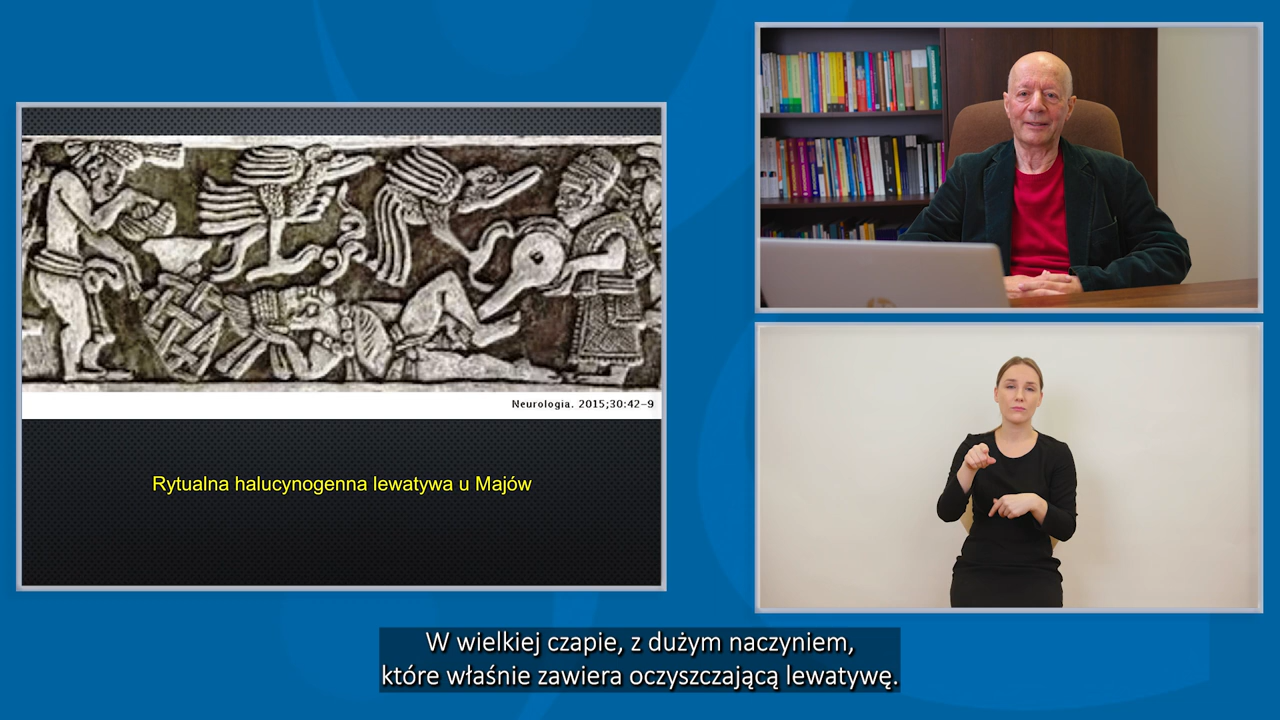 Neurologia. 2015;30:42-9
Rytualna halucynogenna lewatywa u Majów
W wielkiej czapie, z dużym naczyniem,
które właśnie zawiera oczyszczającą lewatywę.